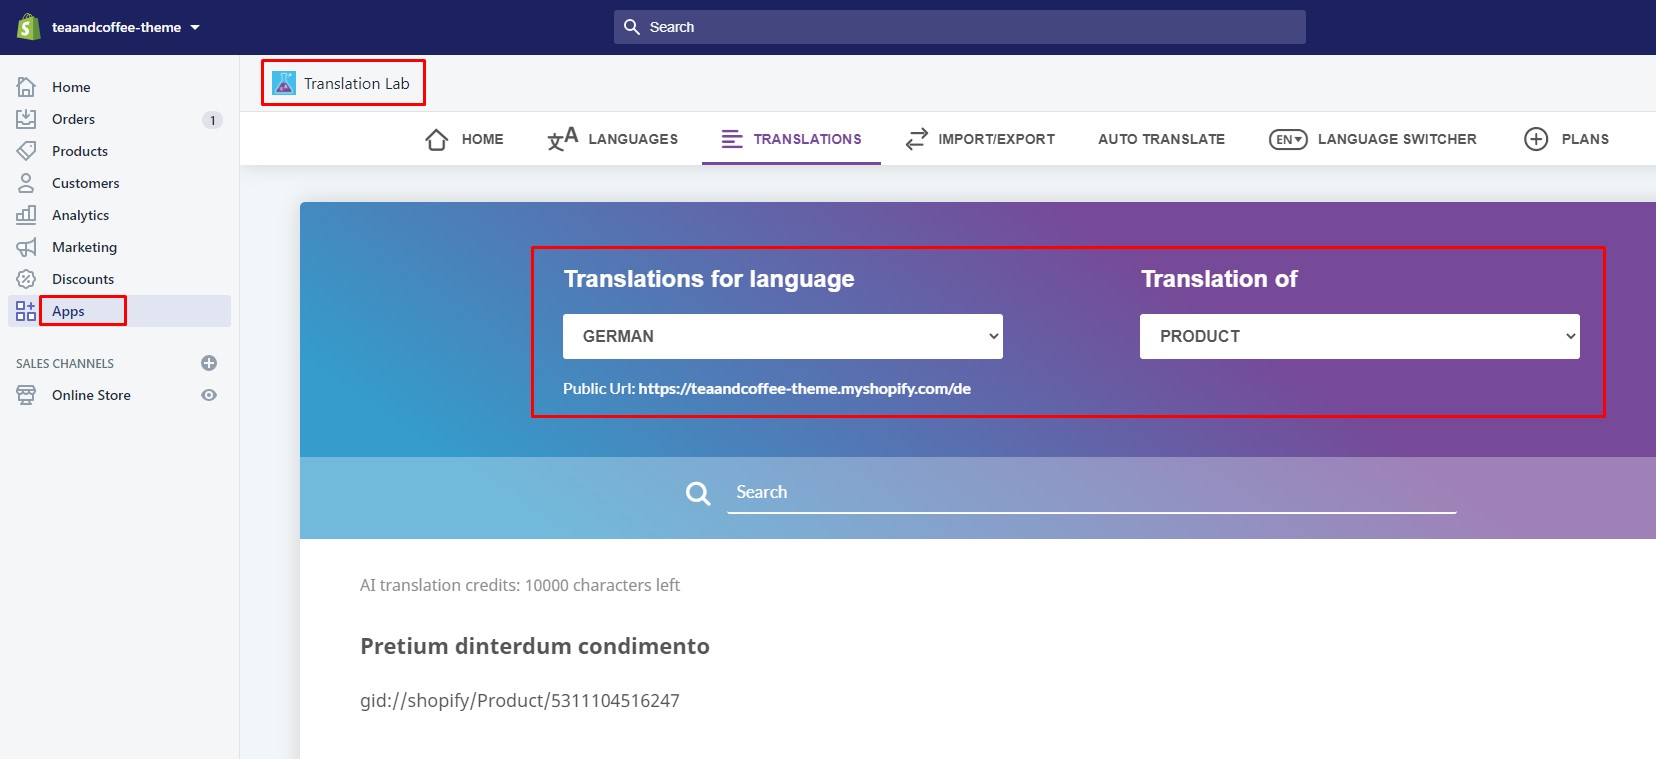 teaandcoffee-theme
Search
Home
Orders
1
Products
Customers
Analytics
Marketing
Discounts
Apps
SALES CHANNELS
Online Store
Translation Lab
HOME
文A LANGUAGES
TRANSLATIONS
IMPORT/EXPORT
AUTO TRANSLATE
EN LANGUAGE SWITCHER
PLANS
Translations for language
GERMAN
Public Url: https://teaandcoffee-theme.myshopify.com/de
Translation of
PRODUCT
Search
AI translation credits: 10000 characters left
Pretium dinterdum condimento
gid://shopify/Product/5311104516247